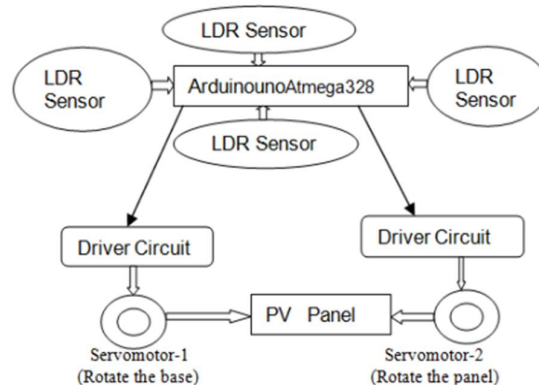 LDR Sensor
LDR
Sensor
ArduinounoAtmega328
LDR
Sensor
LDR Sensor
Driver Circuit
Driver Circuit
PV Panel
Servomotor-1
(Rotate the base)
Servomotor-2
(Rotate the panel)